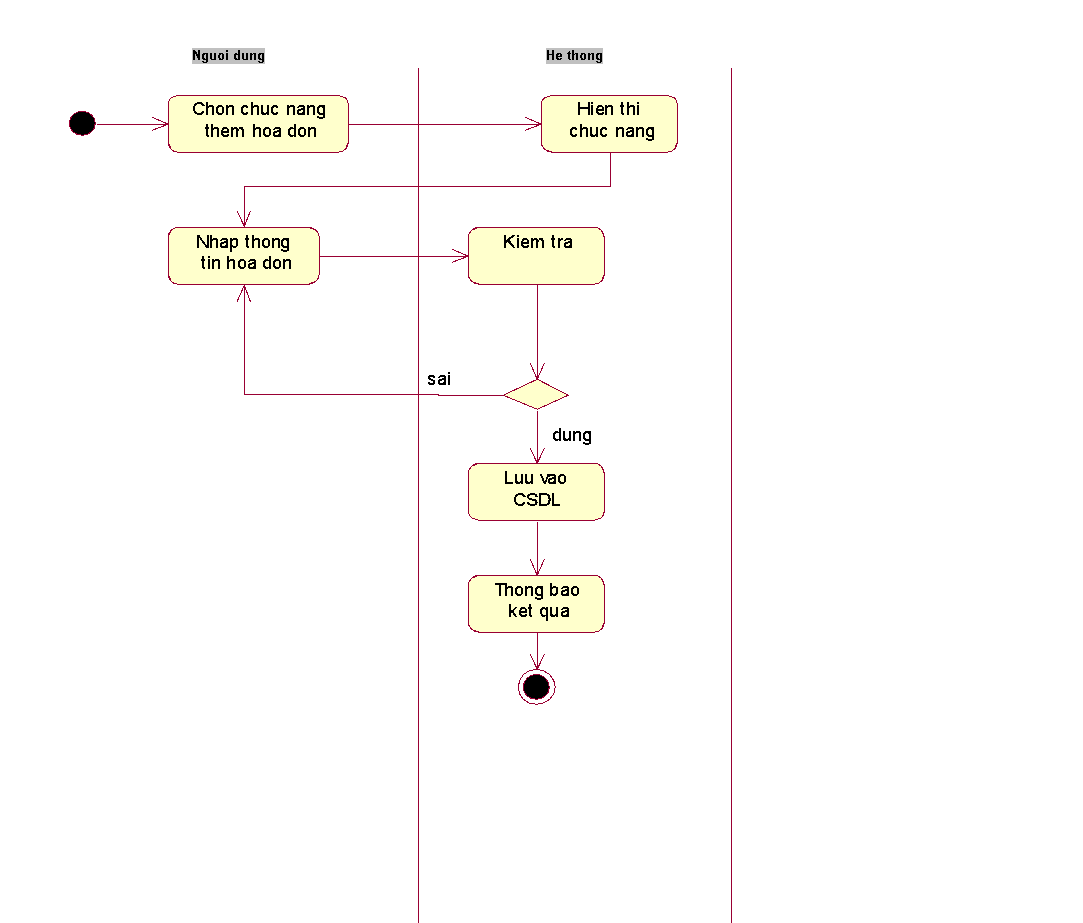 Nguoi dung
He thong
Chon chuc nang
them hoa don
Hien thi
chuc nang
Nhap thong
tin hoa don
Kiem tra
sai
dung
Luu vao
CSDL
Thong bao
ket qua